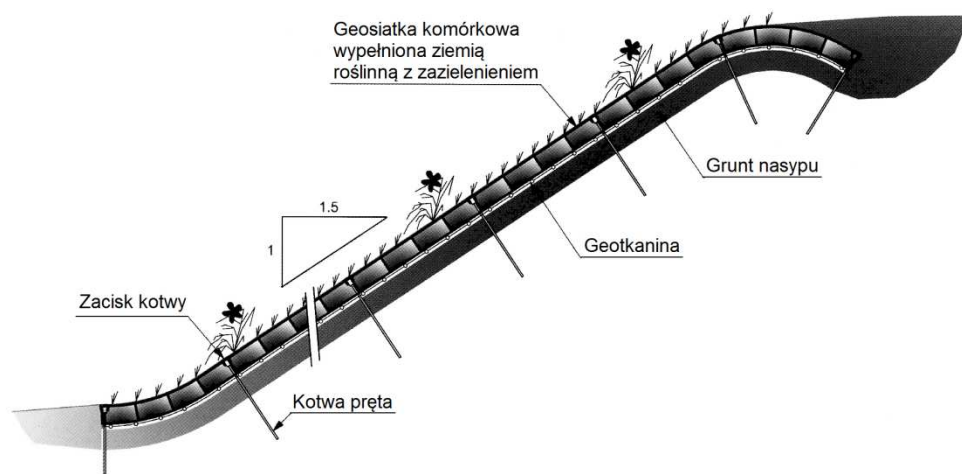 Geosiatka komórkowa
wypełniona ziemią
roślinną z zazielenieniem
Grunt nasypu
1.5
1
Geotkanina
Zacisk kotwy
Kotwa pręta